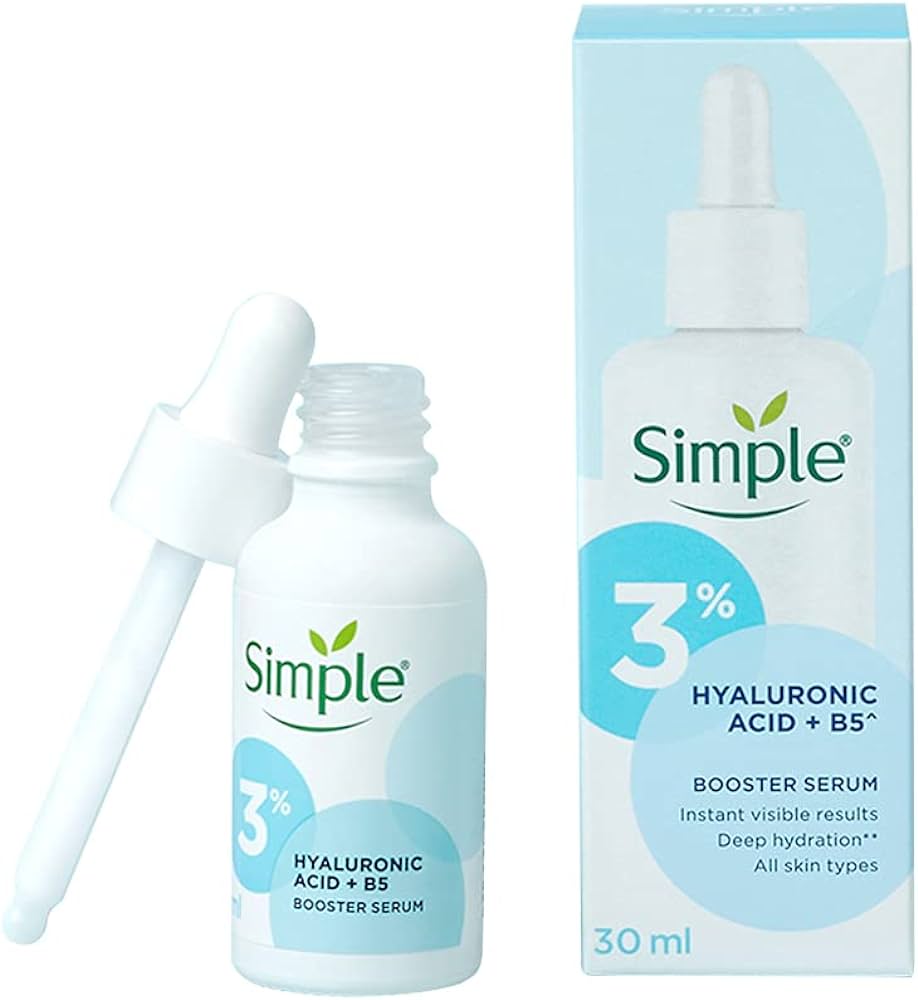 Simple®
3%
HYALURONIC
ACID + B5
BOOSTER SERUM
Simple®
3%
HYALURONIC
ACID + B5^
BOOSTER SERUM
Instant visible results
Deep hydration**
All skin types
30 ml